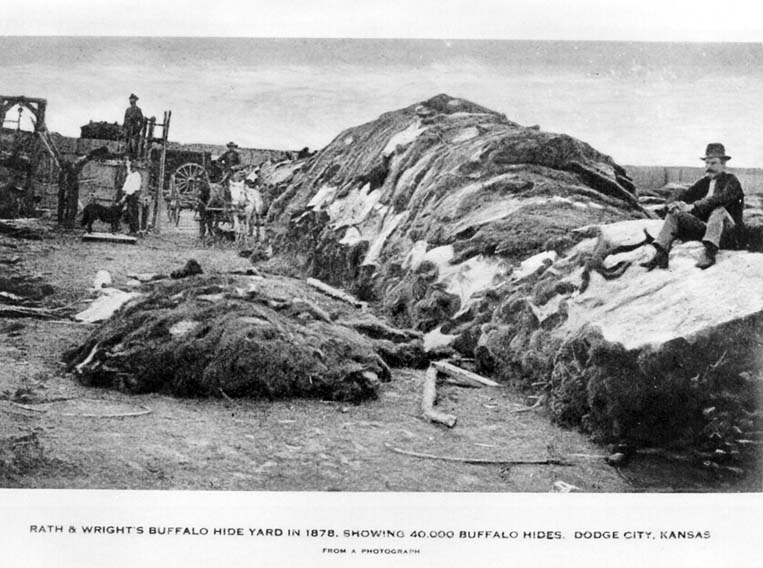 RATH & WRIGHT'S BUFFALO HIDE YARD IN 1878. SHOWING 40,000 BUFFALO HIDES. DODGE CITY, KANSAS
FROM A PHOTOGRAPH